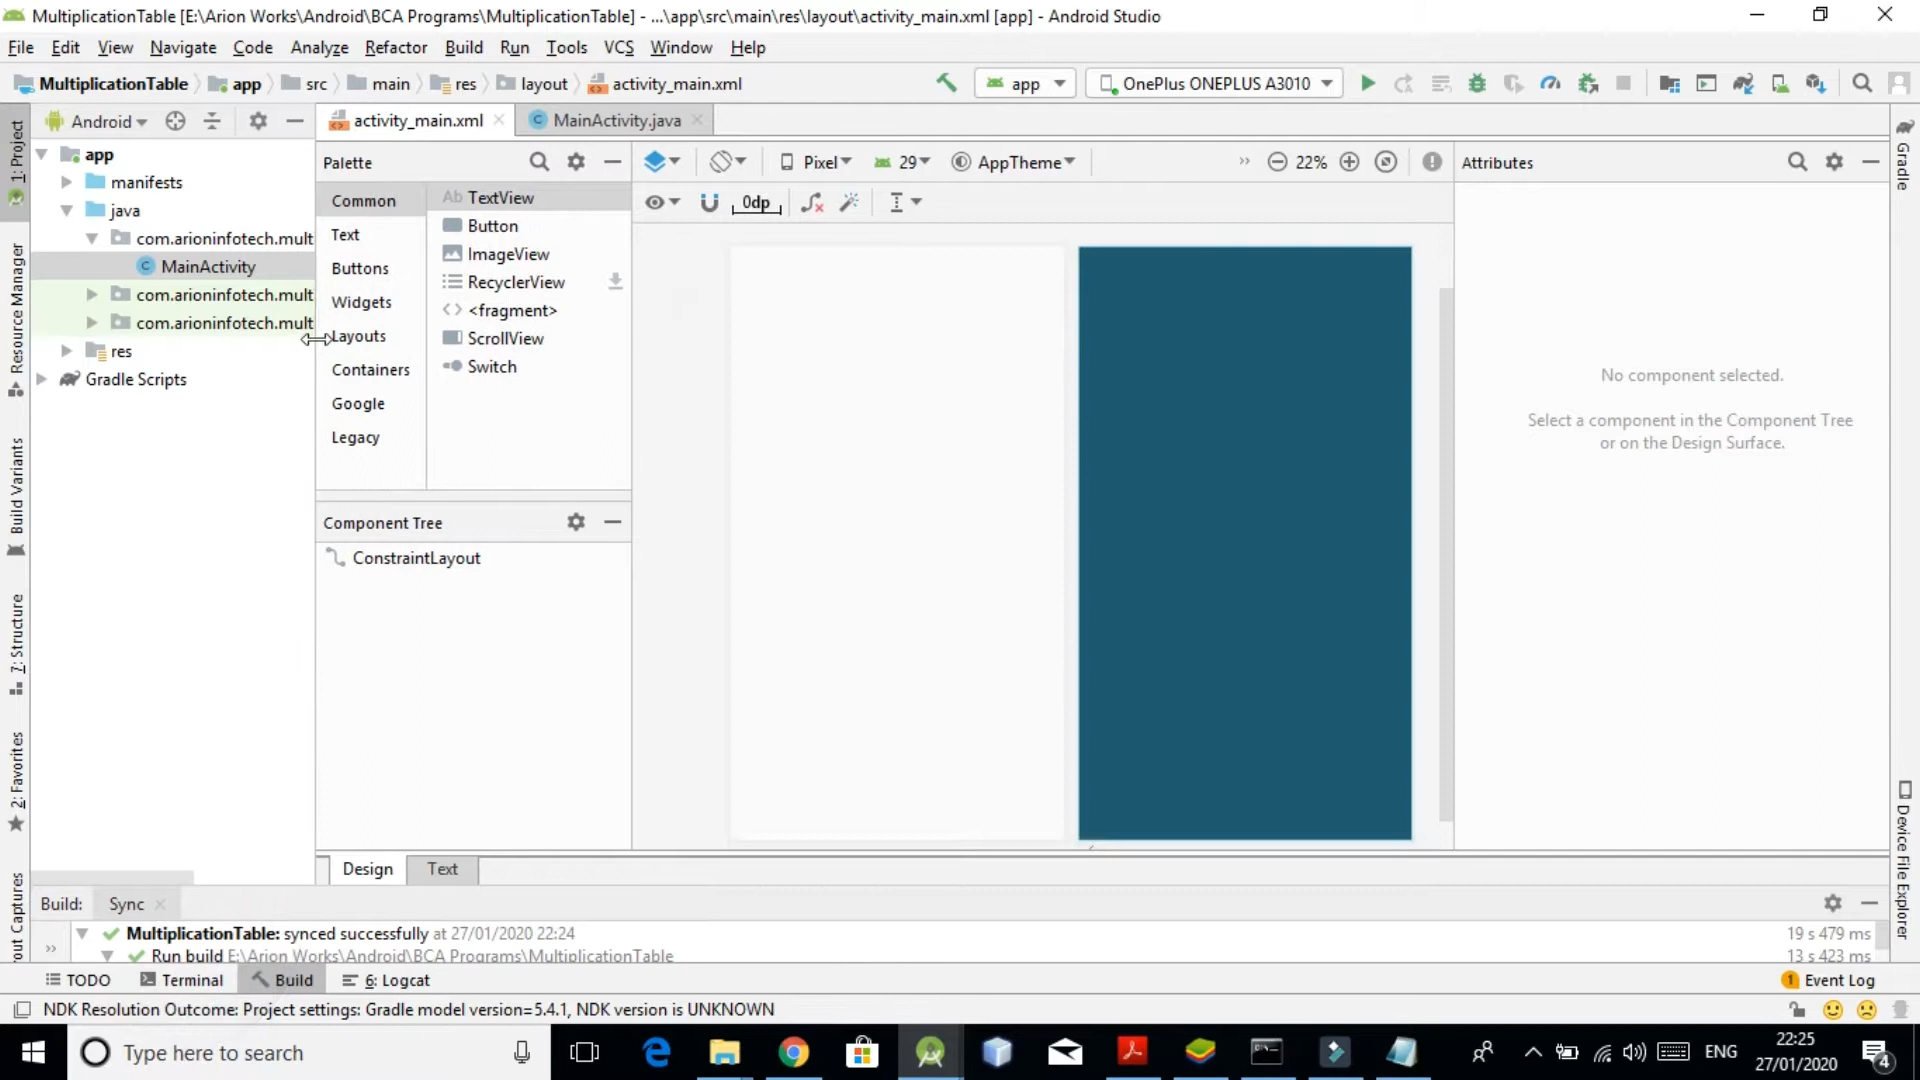 MultiplicationTable [E:\Arion Works\Android\BCA Programs\MultiplicationTable] - ...\app\src\main\res\layout\activity_main.xml [app] - Android Studio
File Edit View Navigate Code Analyze Refactor Build Run Tools VCS Window Help
MultiplicationTable app src main res layout activity_main.xml app OnePlus ONEPLUS A3010
Android activity_main.xml MainActivity.java
1: Project
Resource Manager
Build Variants
7: Structure
2: Favorites
out Captures
app
manifests
java
com.arioninfotech.mult
MainActivity
com.arioninfotech.mult
com.arioninfotech.mult
res
Gradle Scripts
Palette
Common
Text
Buttons
Widgets
Layouts
Containers
Google
Legacy
Ab TextView
Button
ImageView
RecyclerView
<fragment>
ScrollView
Switch
Component Tree
ConstraintLayout
Pixel 29 AppTheme 22%
0dp
Attributes
No component selected.
Select a component in the Component Tree
or on the Design Surface.
Gradle
Device File Explorer
Design Text
Build: Sync
MultiplicationTable: synced successfully at 27/01/2020 22:24 19 s 479 ms
Run build E:\Arion Works\Android\BCA Programs\MultiplicationTable 13 s 423 ms
TODO Terminal Build 6: Logcat 1 Event Log
NDK Resolution Outcome: Project settings: Gradle model version=5.4.1, NDK version is UNKNOWN
Type here to search ENG 22:25
27/01/2020 4